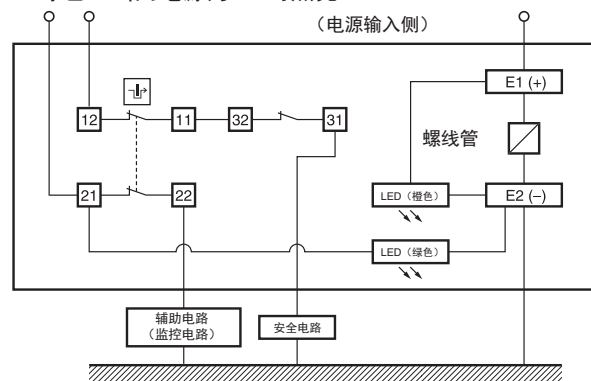 （电源输入侧）
E1 (+)
12
11
32
31
螺线管
21
22
LED（橙色）
E2 (–)
LED（绿色）
辅助电路
（监控电路）
安全电路